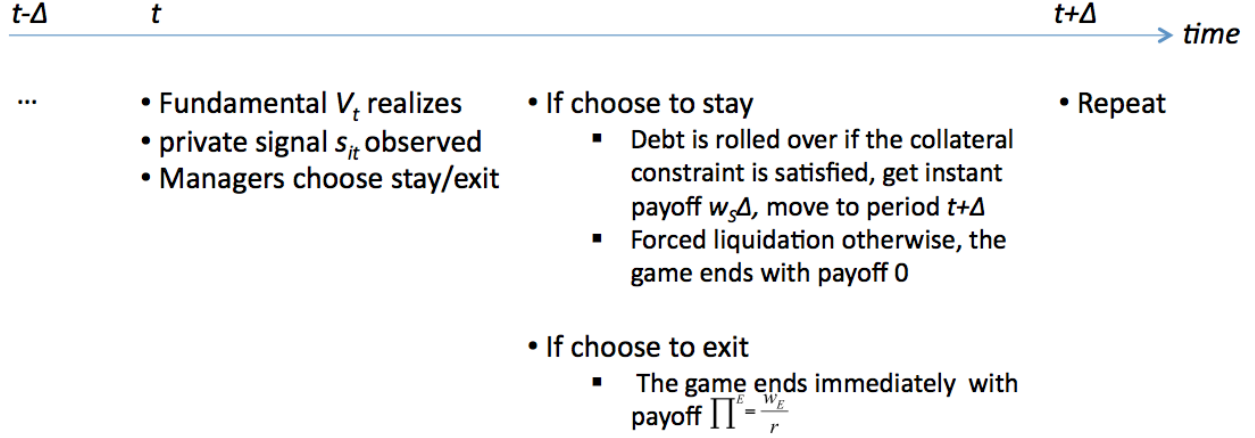 t-Δ t t+Δ
time
...
• Fundamental Vₜ realizes
• private signal sᵢₜ observed
• Managers choose stay/exit
• If choose to stay
▪ Debt is rolled over if the collateral
constraint is satisfied, get instant
payoff w_SΔ, move to period t+Δ
▪ Forced liquidation otherwise, the
game ends with payoff 0
• If choose to exit
▪ The game ends immediately with
payoff ∏^E = w_E/r
• Repeat